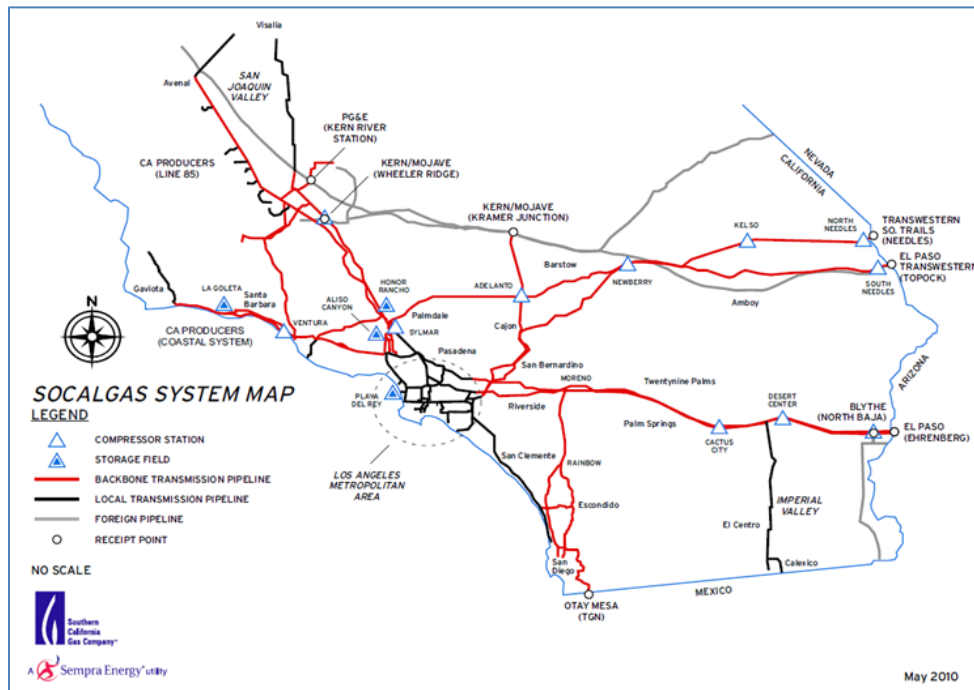 Visalia
Avenal
SAN
JOAQUIN
VALLEY
PG&E
(KERN RIVER
STATION)
CA PRODUCERS
(LINE 85)
KERN/MOJAVE
(WHEELER RIDGE)
KERN/MOJAVE
(KRAMER JUNCTION)
NEVADA
CALIFORNIA
KELSO
NORTH
NEEDLES
TRANSWESTERN
SO. TRAILS
(NEEDLES)
EL PASO
TRANSWESTERN
(TOPOCK)
SOUTH
NEEDLES
Barstow
NEWBERRY
Amboy
ADELANTO
Cajon
Gaviota
LA GOLETA
Santa
Barbara
CA PRODUCERS
(COASTAL SYSTEM)
VENTURA
ALISO
CANYON
HONOR
RANCHO
Palmdale
SYLMAR
Pasadena
San Bernardino
MORENO
Riverside
Twentynine Palms
Palm Springs
CACTUS
CITY
DESERT
CENTER
ARIZONA
BLYTHE
(NORTH BAJA)
EL PASO
(EHRENBERG)
PLAYA
DEL REY
LOS ANGELES
METROPOLITAN
AREA
San Clemente
RAINBOW
Escondido
San
Diego
OTAY MESA
(TGN)
El Centro
IMPERIAL
VALLEY
Calexico
MEXICO
N
SOCALGAS SYSTEM MAP
LEGEND
COMPRESSOR STATION
STORAGE FIELD
BACKBONE TRANSMISSION PIPELINE
LOCAL TRANSMISSION PIPELINE
FOREIGN PIPELINE
RECEIPT POINT
NO SCALE
Southern
California
Gas Company
A Sempra Energy utility
May 2010